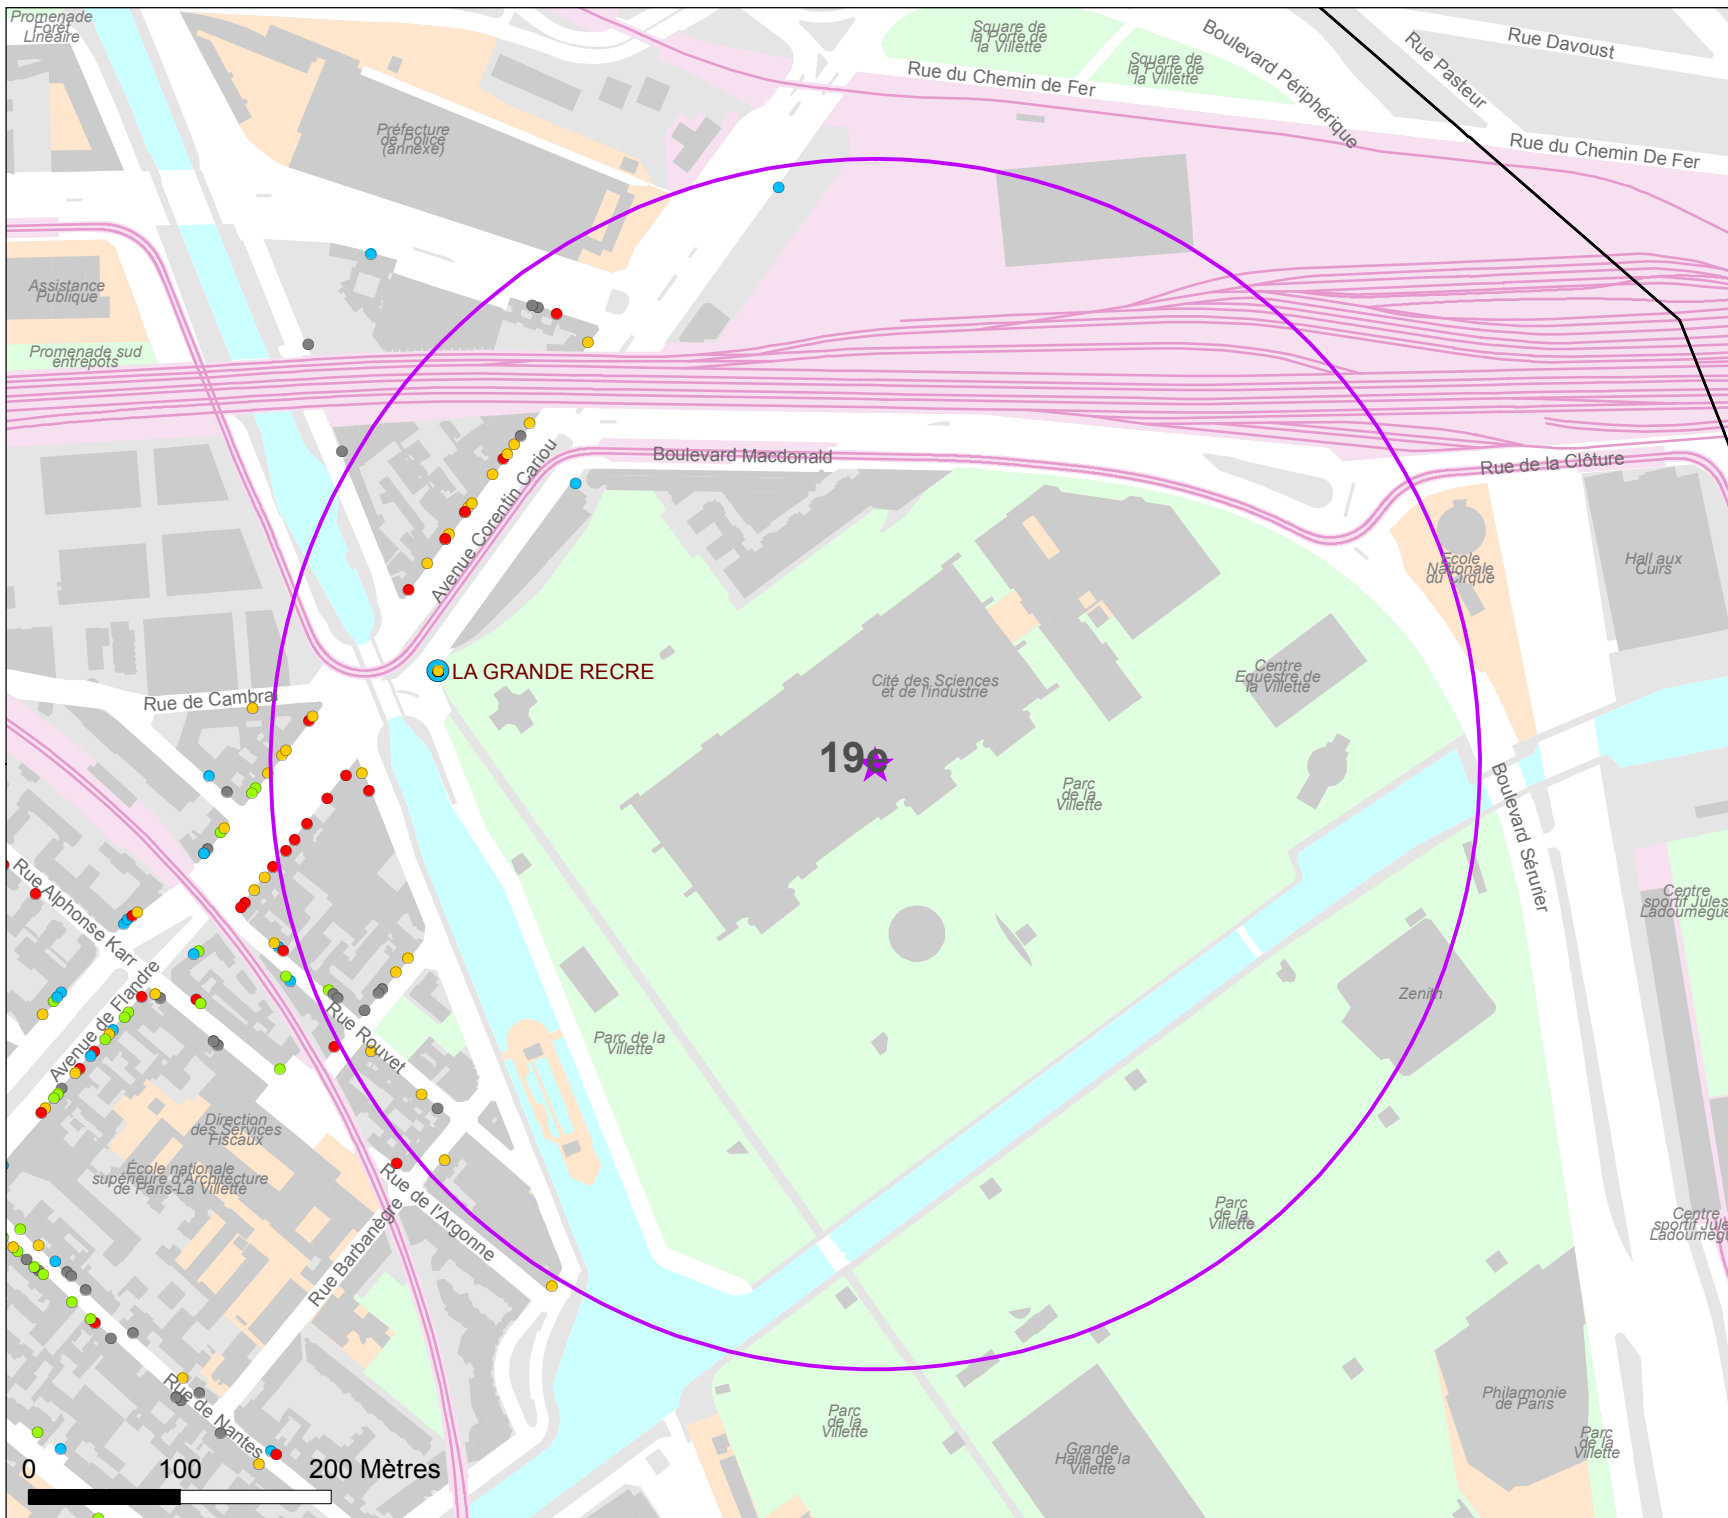 Promenade
Forêt
Linéaire
Square de
la Porte de
la Villette
Square de
la Porte de
la Villette
Boulevard Périphérique
Rue Pasteur
Rue Davoust
Rue du Chemin de Fer
Rue du Chemin De Fer
Préfecture
de Police
(annexe)
Assistance
Publique
Promenade sud
entrepots
Avenue Corentin Cariou
Boulevard Macdonald
Rue de la Clôture
Ecole
Nationale
du Cirque
Hall aux
Cuirs
LA GRANDE RECRE
Rue de Cambrai
Cité des Sciences
et de l'industrie
Centre
Equestre de
la Villette
19e
Parc
de la
Villette
Boulevard Sérurier
Rue Alphonse Karr
Centre
sportif Jules
Ladoumegue
Avenue de Flandre
Rue Rouvet
Zenith
Parc de la
Villette
Direction
des Services
Fiscaux
École nationale
supérieure d'Architecture
de Paris-La Villette
Rue de l'Argonne
Rue Barbanègre
Parc
de la
Villette
Centre
sportif Jule
Ladoumegu
Rue de Nantes
Parc
de la
Villette
Grande
Halle de la
Villette
Philarmonie
de Paris
Parc
de la
Villette
0 100 200 Mètres